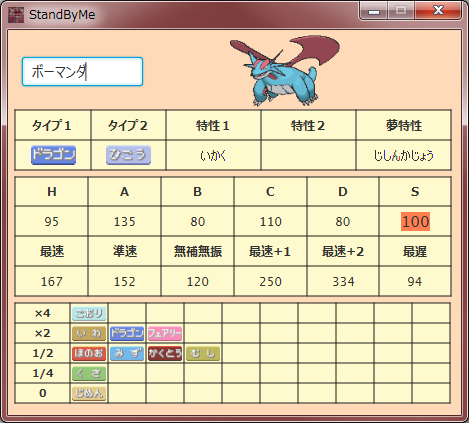 StandByMe
ボーマンダ
タイプ1 タイプ2 特性1 特性2 夢特性
ドラゴン ひこう いかく じしんかじょう
H A B C D S
95 135 80 110 80 100
最速 準速 無補無振 最速+1 最速+2 最遅
167 152 120 250 334 94
×4 こおり
×2 いわ ドラゴン フェアリー
1/2 ほのお みず かくとう むし
1/4 くさ
0 じめん